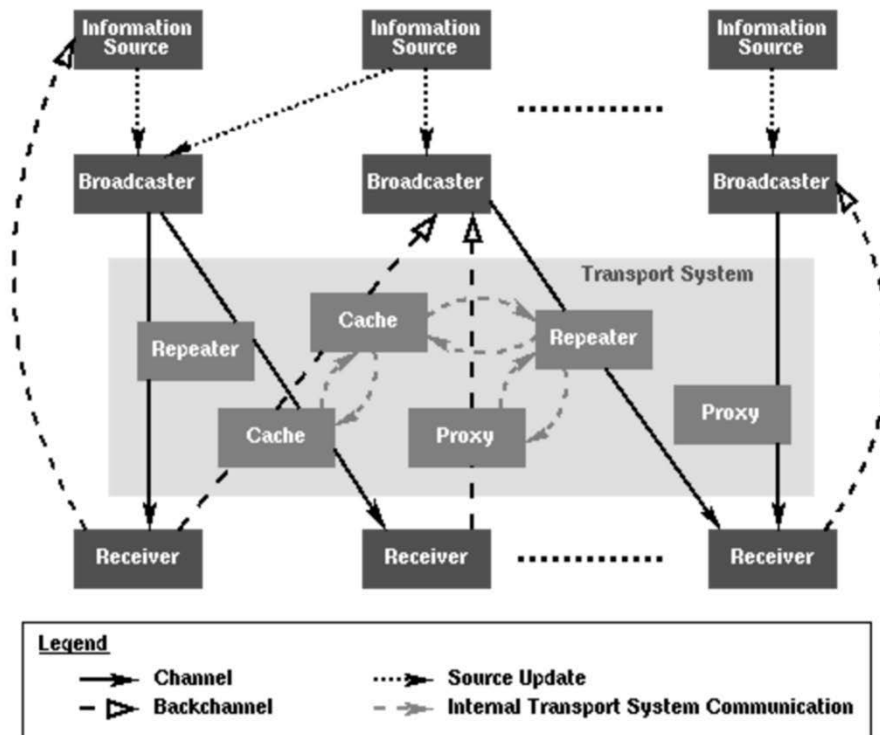 Information
Source
Information
Source
Information
Source
Broadcaster
Broadcaster
Broadcaster
Transport System
Cache
Repeater
Repeater
Cache
Proxy
Proxy
Receiver
Receiver
Receiver
Legend
Channel
Source Update
Backchannel
Internal Transport System Communication